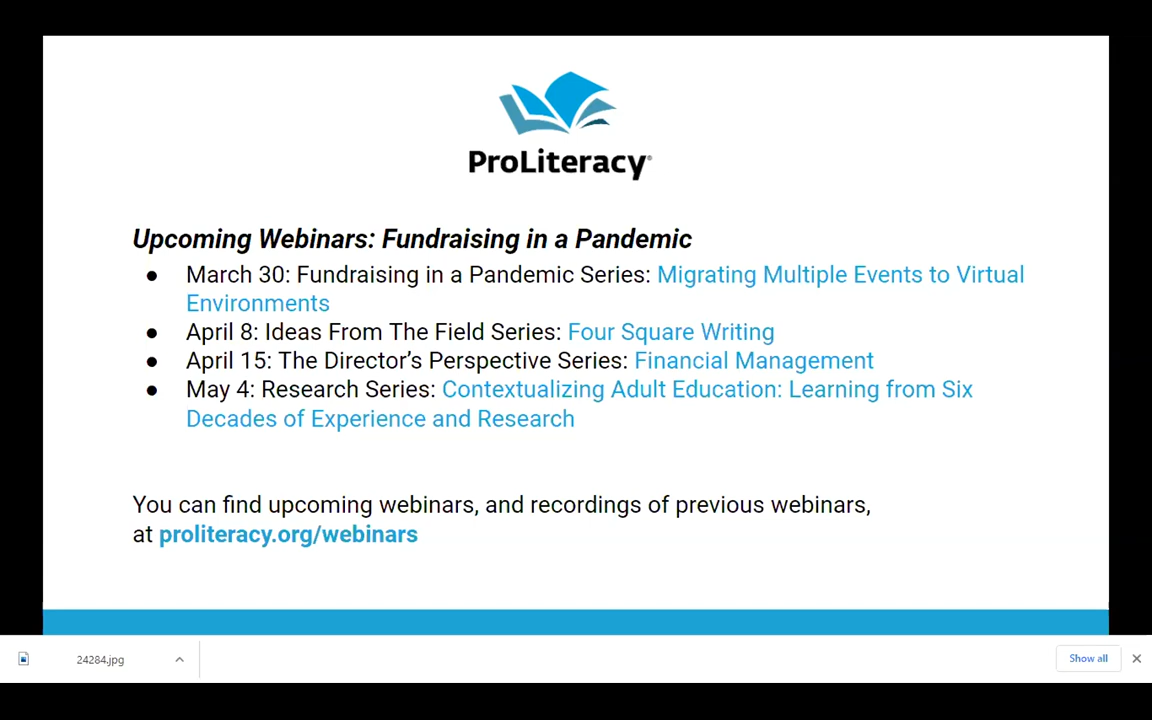 ProLiteracy®
Upcoming Webinars: Fundraising in a Pandemic
● March 30: Fundraising in a Pandemic Series: Migrating Multiple Events to Virtual
Environments
● April 8: Ideas From The Field Series: Four Square Writing
● April 15: The Director’s Perspective Series: Financial Management
● May 4: Research Series: Contextualizing Adult Education: Learning from Six
Decades of Experience and Research
You can find upcoming webinars, and recordings of previous webinars,
at proliteracy.org/webinars
24284.jpg
Show all